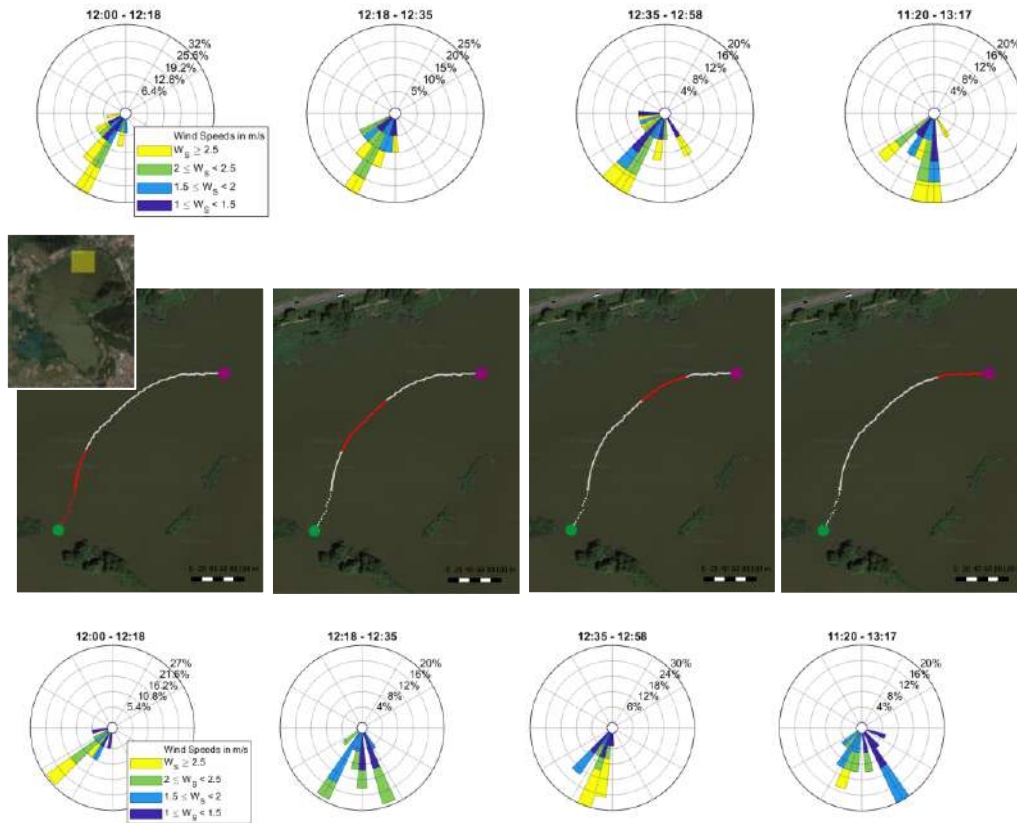 12:00 - 12:18
32%
25.6%
19.2%
12.8%
6.4%
Wind Speeds in m/s
W_S ≥ 2.5
2 ≤ W_S < 2.5
1.5 ≤ W_S < 2
1 ≤ W_S < 1.5
12:18 - 12:35
25%
20%
15%
10%
5%
12:35 - 12:58
20%
16%
12%
8%
4%
11:20 - 13:17
20%
16%
12%
8%
4%
12:00 - 12:18
27%
21.6%
16.2%
10.8%
5.4%
Wind Speeds in m/s
W_S ≥ 2.5
2 ≤ W_S < 2.5
1.5 ≤ W_S < 2
1 ≤ W_S < 1.5
12:18 - 12:35
20%
16%
12%
8%
4%
12:35 - 12:58
30%
24%
18%
12%
6%
11:20 - 13:17
20%
16%
12%
8%
4%